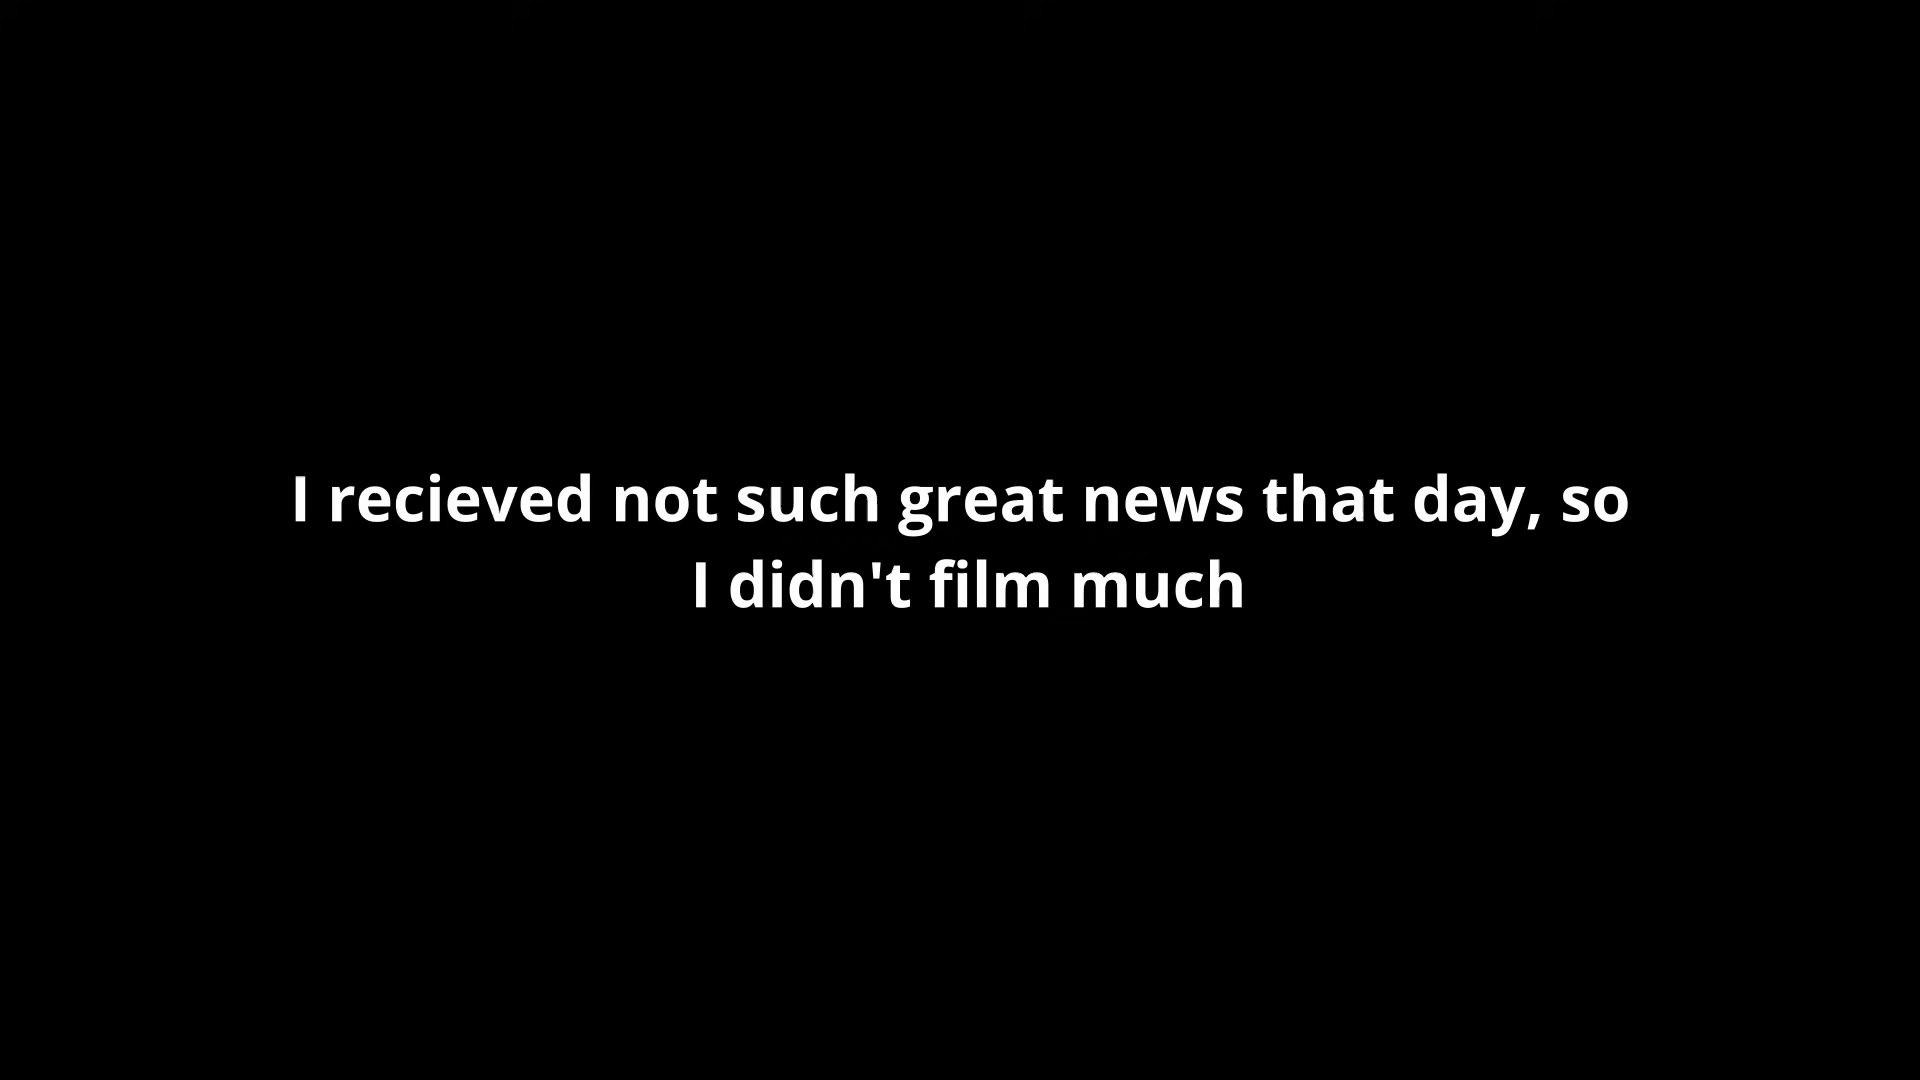 I recieved not such great news that day, so
I didn't film much